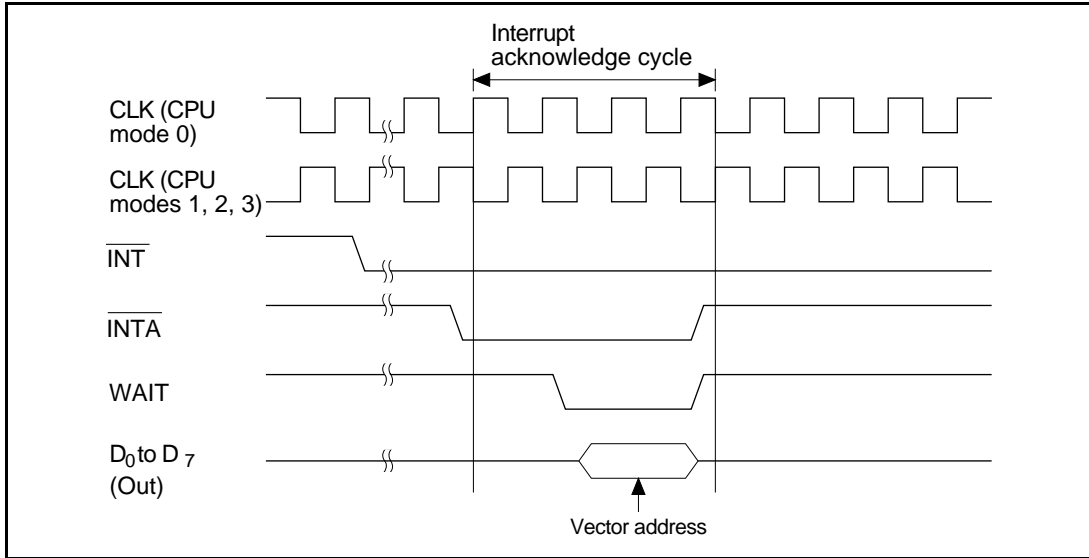 Interrupt
acknowledge cycle
CLK (CPU
mode 0)
CLK (CPU
modes 1, 2, 3)
INT
INTA
WAIT
D0 to D 7
(Out)
Vector address